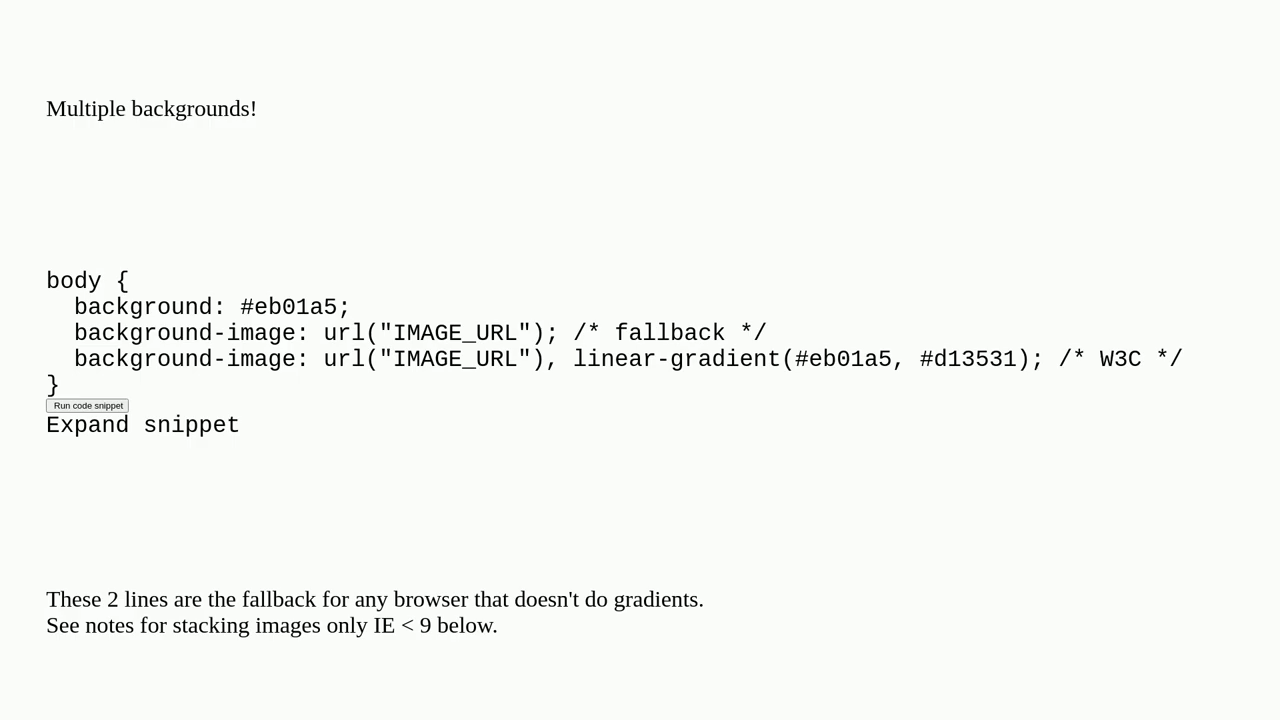 Multiple backgrounds!
body {
  background: #eb01a5;
  background-image: url("IMAGE_URL"); /* fallback */
  background-image: url("IMAGE_URL"), linear-gradient(#eb01a5, #d13531); /* W3C */
}
Run code snippet
Expand snippet
These 2 lines are the fallback for any browser that doesn't do gradients.
See notes for stacking images only IE < 9 below.